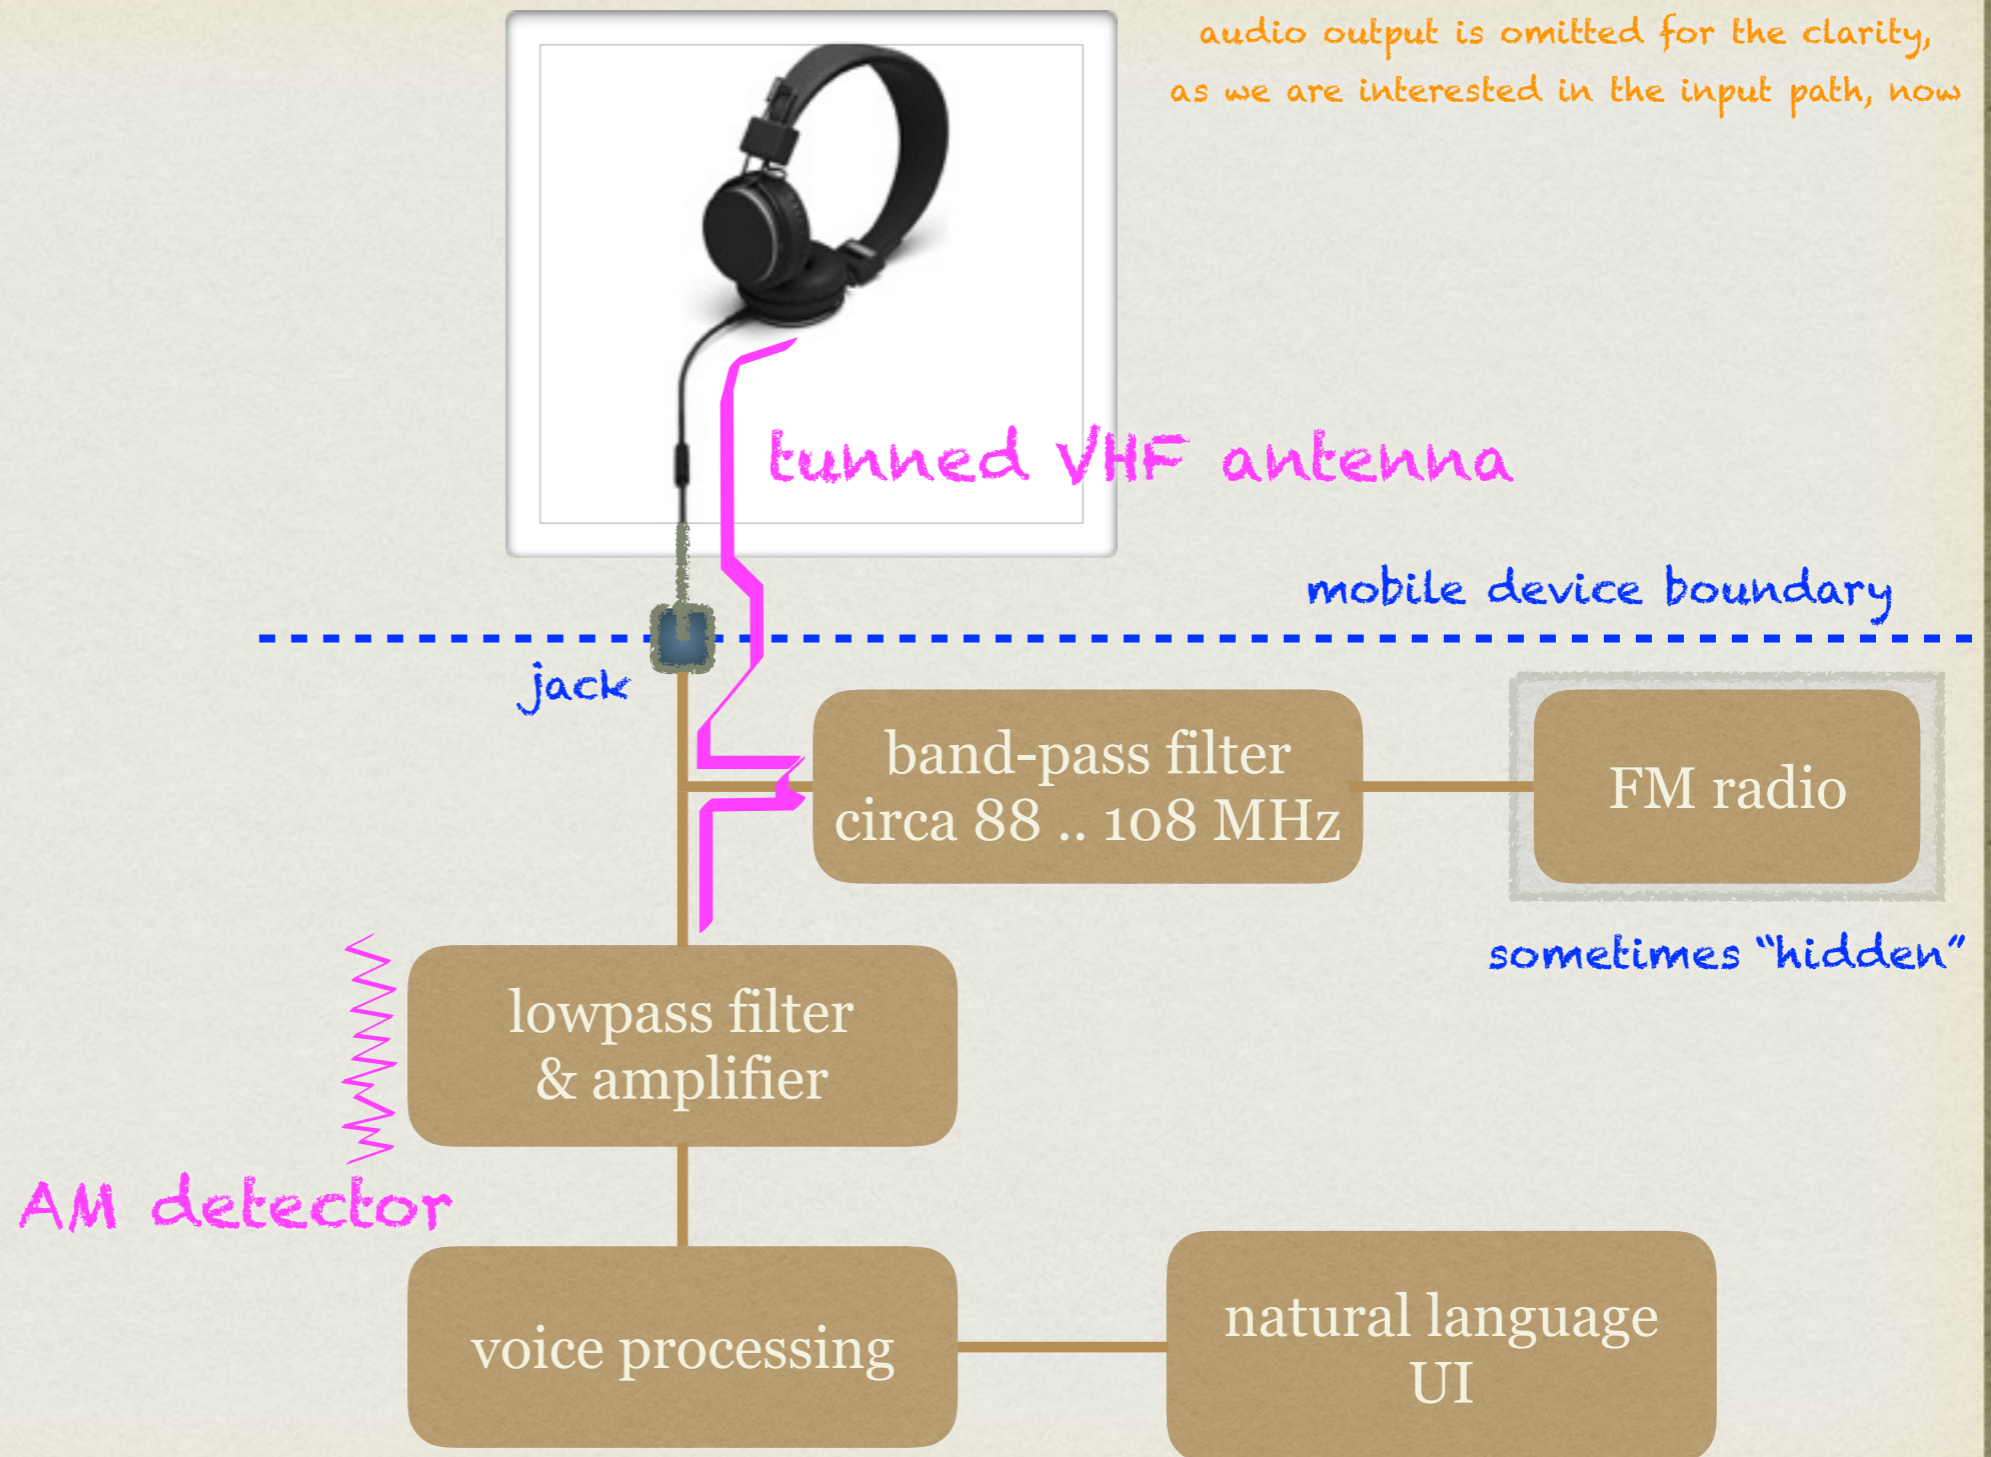 audio output is omitted for the clarity,
as we are interested in the input path, now
tunned VHF antenna
mobile device boundary
jack
band-pass filter
circa 88 .. 108 MHz
FM radio
sometimes “hidden”
lowpass filter
& amplifier
AM detector
voice processing
natural language
UI